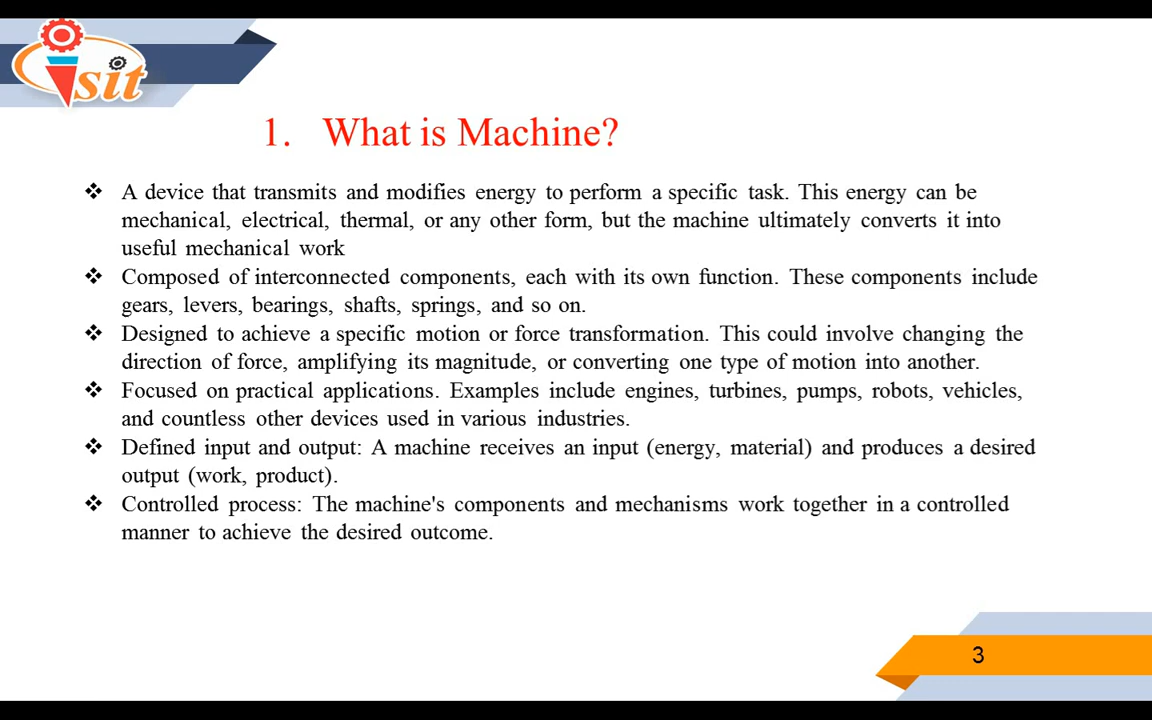 sit
1. What is Machine?
❖ A device that transmits and modifies energy to perform a specific task. This energy can be
mechanical, electrical, thermal, or any other form, but the machine ultimately converts it into
useful mechanical work
❖ Composed of interconnected components, each with its own function. These components include
gears, levers, bearings, shafts, springs, and so on.
❖ Designed to achieve a specific motion or force transformation. This could involve changing the
direction of force, amplifying its magnitude, or converting one type of motion into another.
❖ Focused on practical applications. Examples include engines, turbines, pumps, robots, vehicles,
and countless other devices used in various industries.
❖ Defined input and output: A machine receives an input (energy, material) and produces a desired
output (work, product).
❖ Controlled process: The machine's components and mechanisms work together in a controlled
manner to achieve the desired outcome.
3